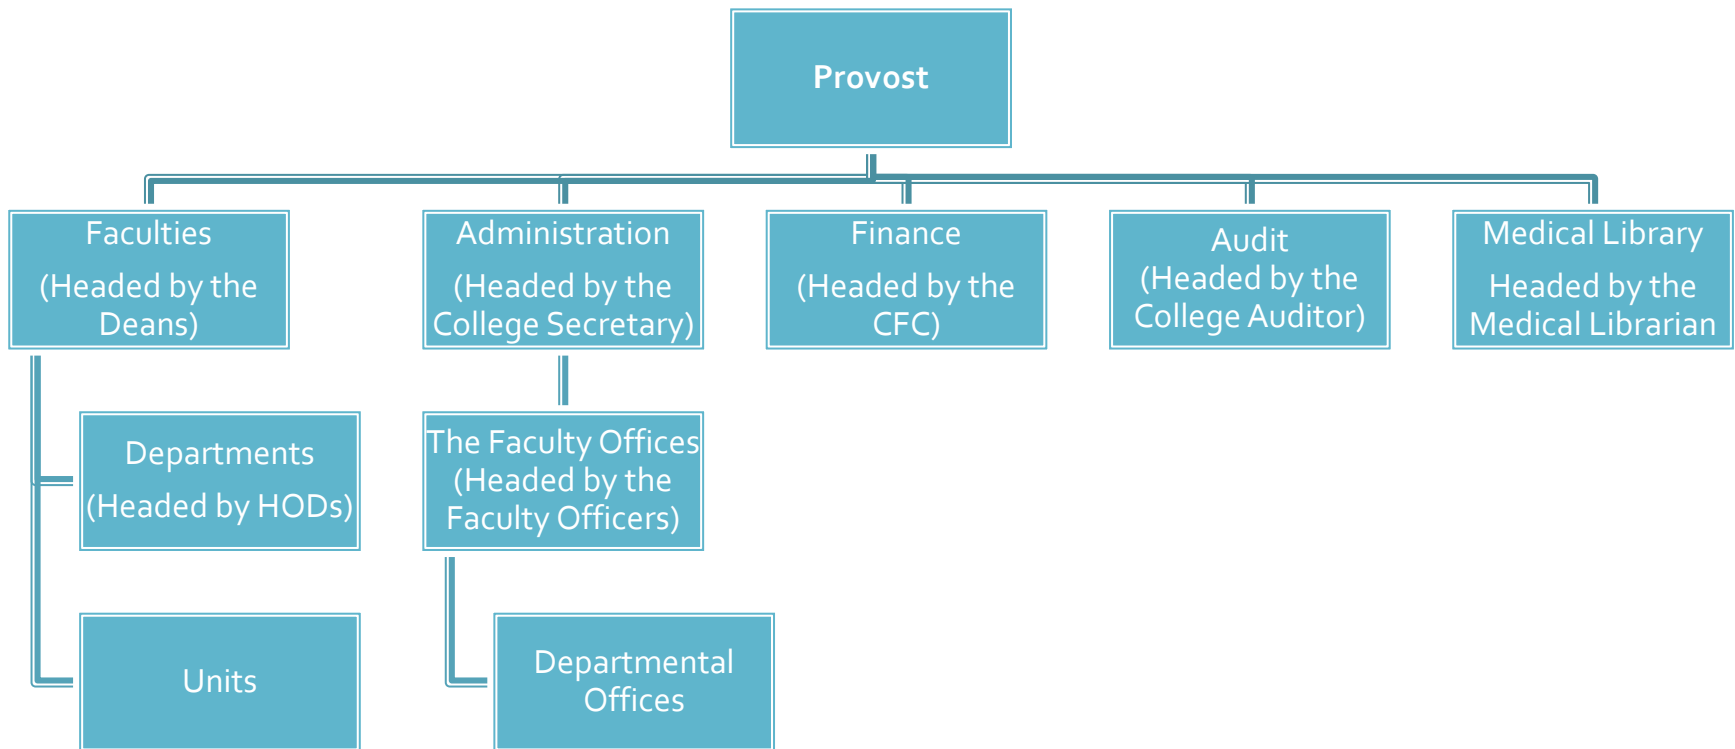 Provost
Faculties
(Headed by the
Deans)
Administration
(Headed by the
College Secretary)
Finance
(Headed by the
CFC)
Audit
(Headed by the
College Auditor)
Medical Library
Headed by the
Medical Librarian
Departments
(Headed by HODs)
The Faculty Offices
(Headed by the
Faculty Officers)
Units
Departmental
Offices